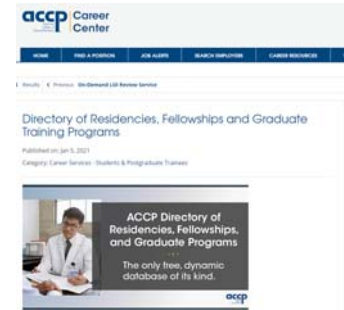 accp Career
Center
HOME FIND A POSITION JOB ALERTS SEARCH EMPLOYERS CAREER RESOURCES
Results Previous On-Demand LOI Review Service
Directory of Residencies, Fellowships and Graduate
Training Programs
Published on: Jan 5, 2021
Category: Career Services - Students & Postgraduate Trainees
ACCP Directory of
Residencies, Fellowships,
and Graduate Programs
The only free, dynamic
database of its kind.
accp